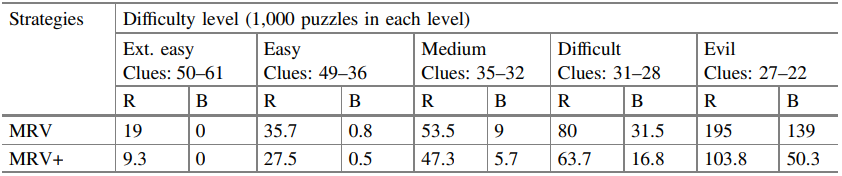 Strategies Difficulty level (1,000 puzzles in each level)
Ext. easy Easy Medium Difficult Evil
Clues: 50–61 Clues: 49–36 Clues: 35–32 Clues: 31–28 Clues: 27–22
R B R B R B R B R B
MRV 19 0 35.7 0.8 53.5 9 80 31.5 195 139
MRV+ 9.3 0 27.5 0.5 47.3 5.7 63.7 16.8 103.8 50.3